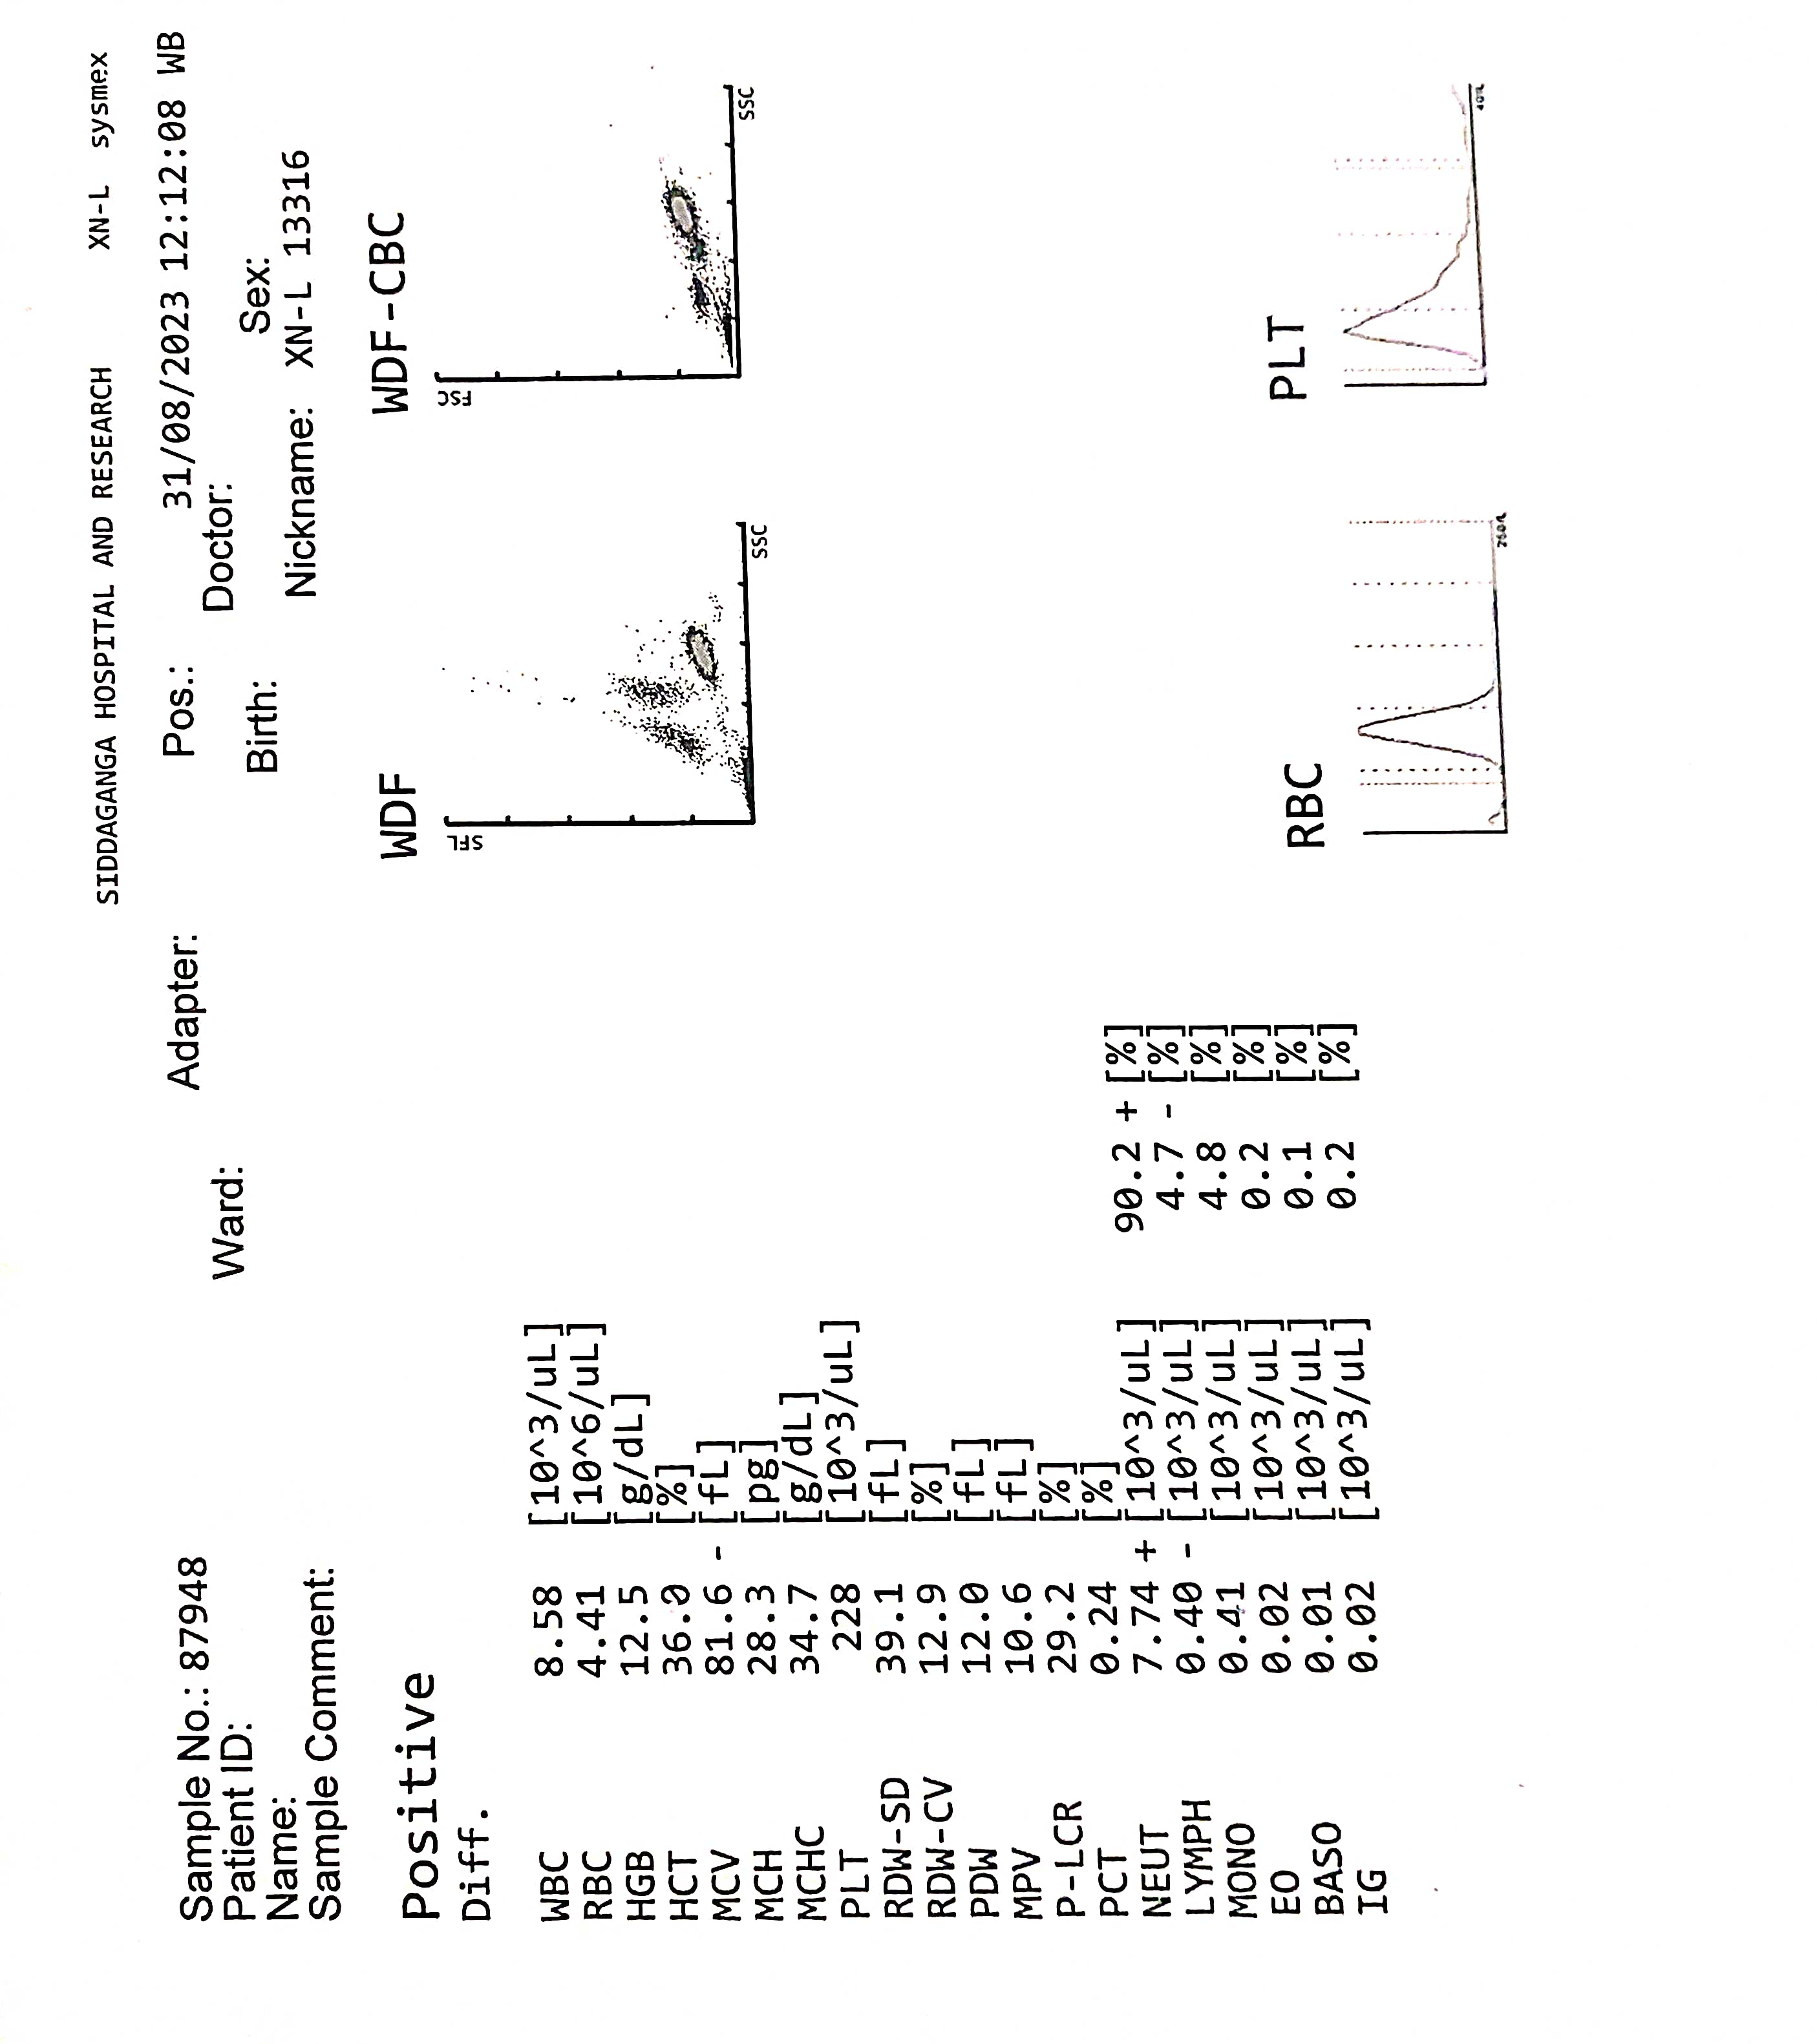 SIDDAGANGA HOSPITAL AND RESEARCH XN-L sysmex
Sample No.: 87948 Adapter: Pos.: 31/08/2023 12:12:08 WB
Patient ID: Ward: Doctor:
Name: Birth: Sex:
Sample Comment: Nickname: XN-L 13316
Positive
Diff.
WBC 8.58 [10^3/uL]
RBC 4.41 [10^6/uL]
HGB 12.5 [g/dL]
HCT 36.0 [%]
MCV 81.6 - [fL]
MCH 28.3 [pg]
MCHC 34.7 [g/dL]
PLT 228 [10^3/uL]
RDW-SD 39.1 [fL]
RDW-CV 12.9 [%]
PDW 12.0 [fL]
MPV 10.6 [fL]
P-LCR 29.2 [%]
PCT 0.24 [%]
NEUT 7.74 + [10^3/uL] 90.2 + [%]
LYMPH 0.40 - [10^3/uL] 4.7 - [%]
MONO 0.41 [10^3/uL] 4.8 [%]
EO 0.02 [10^3/uL] 0.2 [%]
BASO 0.01 [10^3/uL] 0.1 [%]
IG 0.02 [10^3/uL] 0.2 [%]
WDF WDF-CBC
SFL FSC
SSC SSC
RBC PLT
250fL 40fL